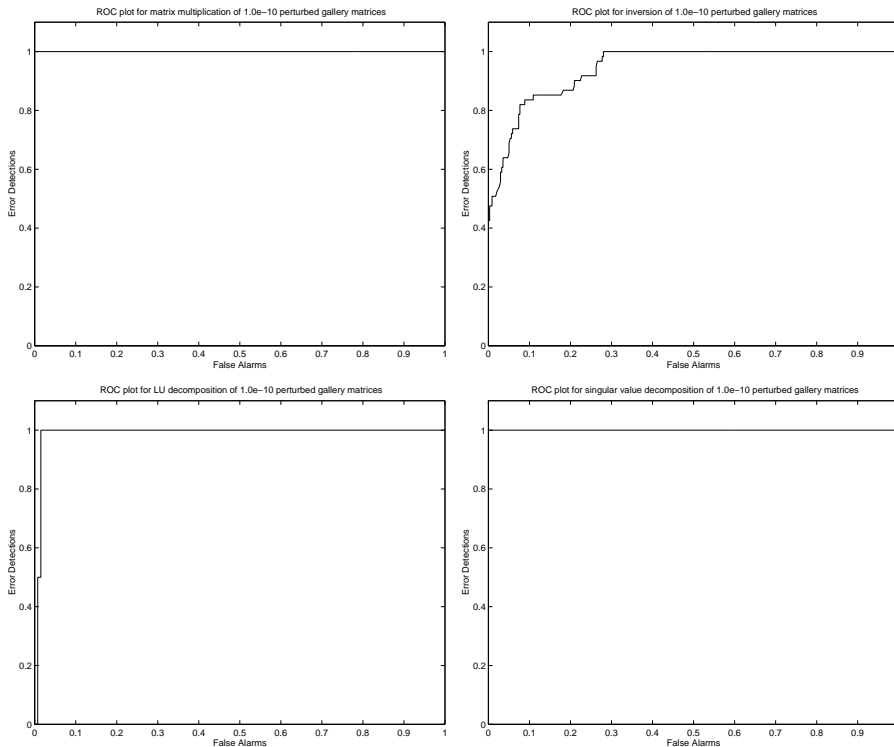 ROC plot for matrix multiplication of 1.0e−10 perturbed gallery matrices
1
0.8
0.6
0.4
0.2
0
Error Detections
0 0.1 0.2 0.3 0.4 0.5 0.6 0.7 0.8 0.9 1
False Alarms
ROC plot for inversion of 1.0e−10 perturbed gallery matrices
1
0.8
0.6
0.4
0.2
0
Error Detections
0 0.1 0.2 0.3 0.4 0.5 0.6 0.7 0.8 0.9
False Alarms
ROC plot for LU decomposition of 1.0e−10 perturbed gallery matrices
1
0.8
0.6
0.4
0.2
0
Error Detections
0 0.1 0.2 0.3 0.4 0.5 0.6 0.7 0.8 0.9 1
False Alarms
ROC plot for singular value decomposition of 1.0e−10 perturbed gallery matrices
1
0.8
0.6
0.4
0.2
0
Error Detections
0 0.1 0.2 0.3 0.4 0.5 0.6 0.7 0.8 0.9
False Alarms